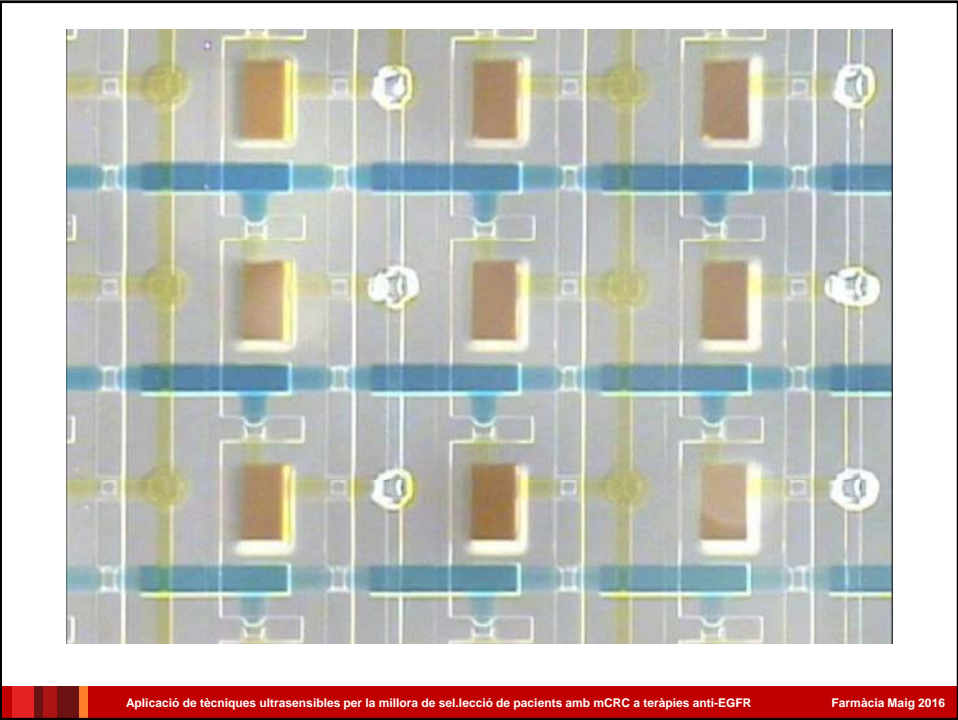 Aplicació de tècniques ultrasensibles per la millora de sel.lecció de pacients amb mCRC a teràpies anti-EGFR
Farmàcia Maig 2016